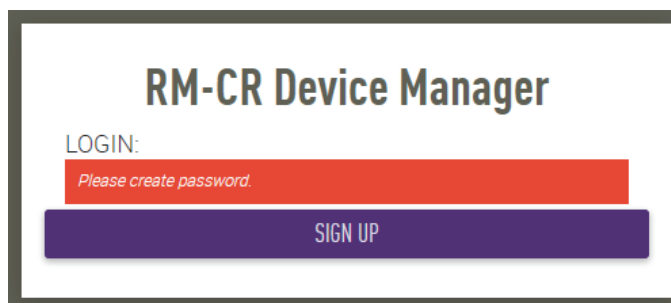 RM-CR Device Manager
LOGIN:
Please create password.
SIGN UP